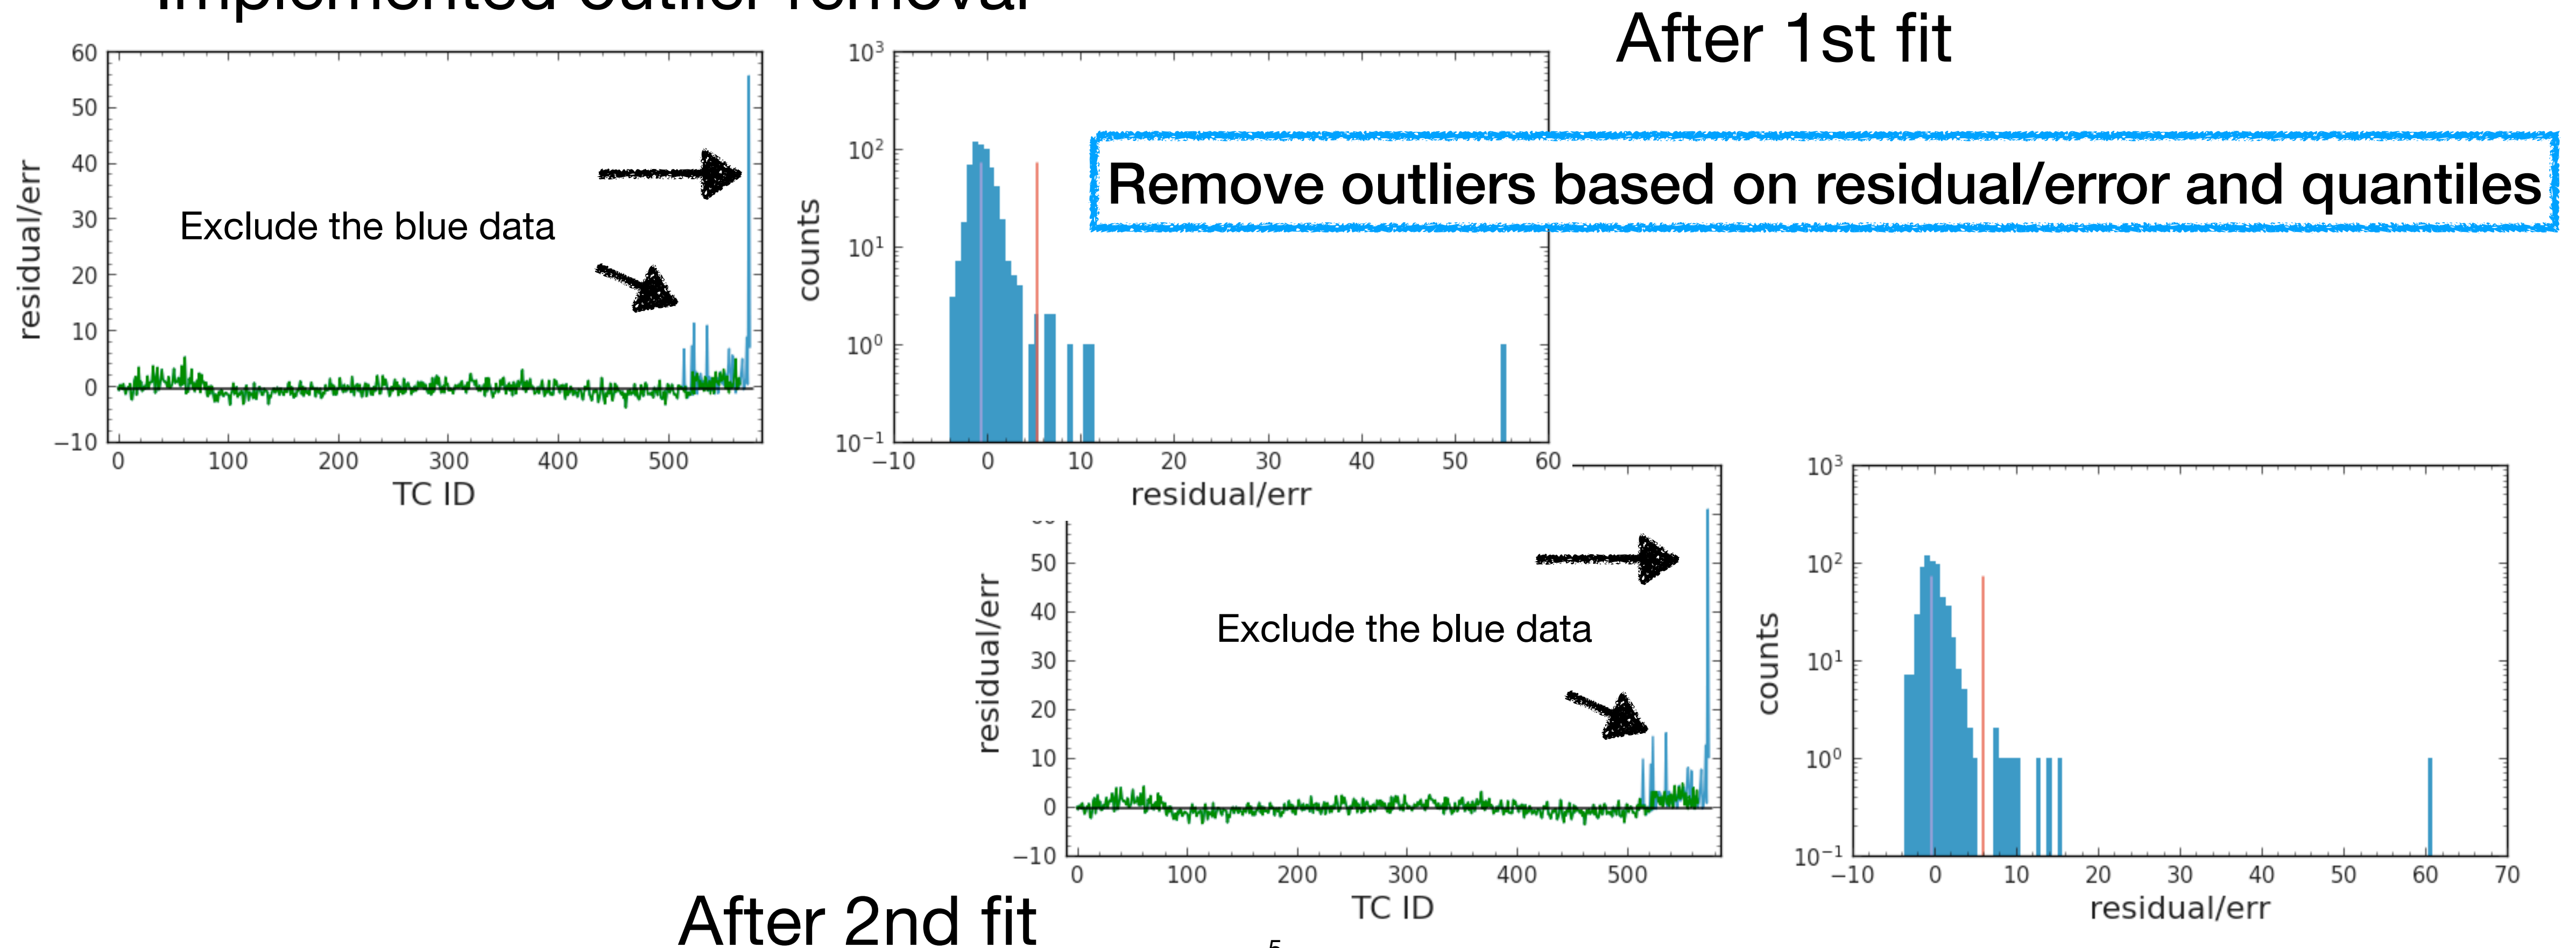 Implemented outlier removal
After 1st fit
Remove outliers based on residual/error and quantiles
60
50
40
30
20
10
0
−10
residual/err
Exclude the blue data
0 100 200 300 400 500
TC ID
10³
10²
10¹
10⁰
10⁻¹
counts
−10 0 10 20 30 40 50 60
residual/err
50
40
30
20
10
0
−10
residual/err
Exclude the blue data
0 100 200 300 400 500
TC ID
10³
10²
10¹
10⁰
10⁻¹
counts
−10 0 10 20 30 40 50 60 70
residual/err
After 2nd fit
5